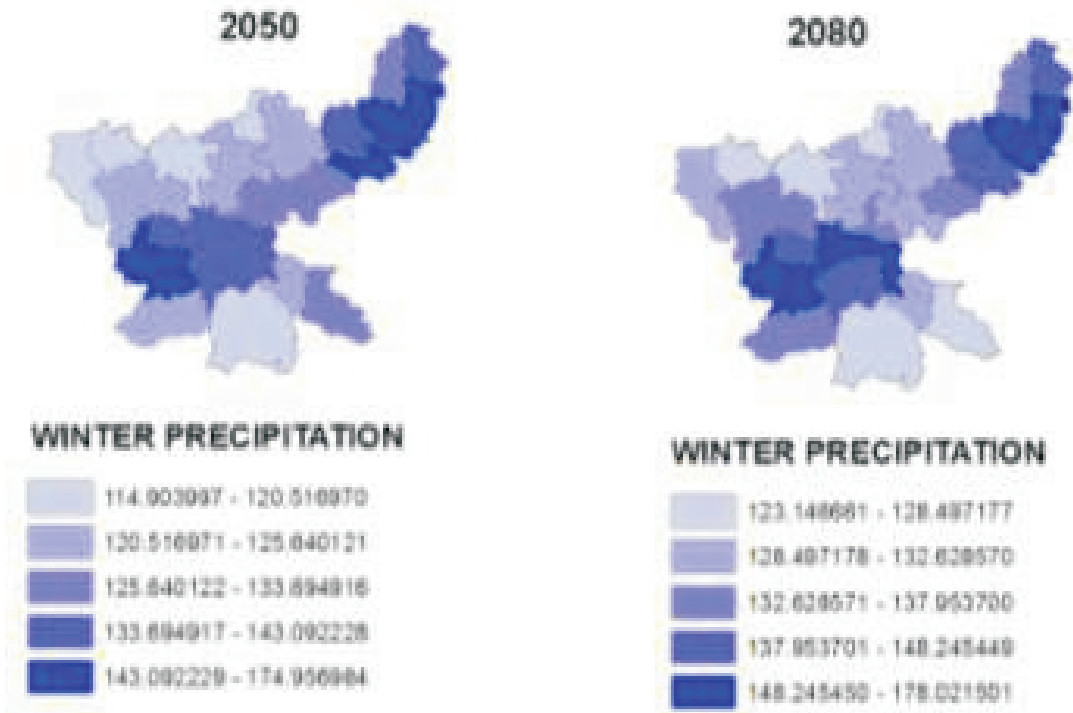 2050
WINTER PRECIPITATION
114.903997 - 120.516970
120.516971 - 125.640121
125.640122 - 133.694916
133.694917 - 143.092228
143.092229 - 174.956984
2080
WINTER PRECIPITATION
123.146661 - 128.497177
128.497178 - 132.628570
132.628571 - 137.953700
137.953701 - 148.245449
148.245450 - 178.021501